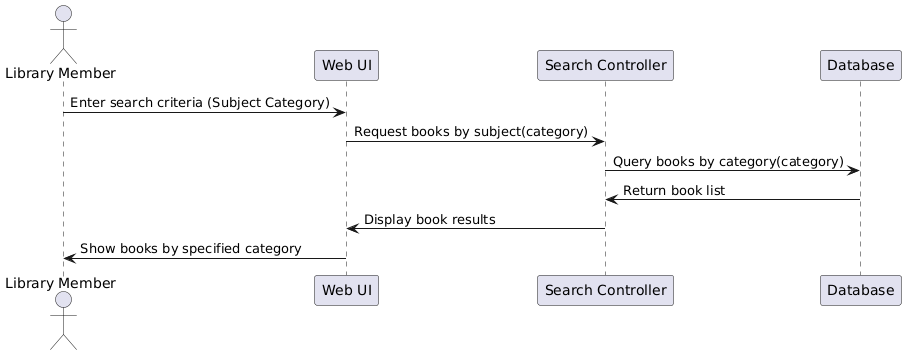 Library Member
Web UI
Search Controller
Database
Enter search criteria (Subject Category)
Request books by subject(category)
Query books by category(category)
Return book list
Display book results
Show books by specified category
Library Member
Web UI
Search Controller
Database